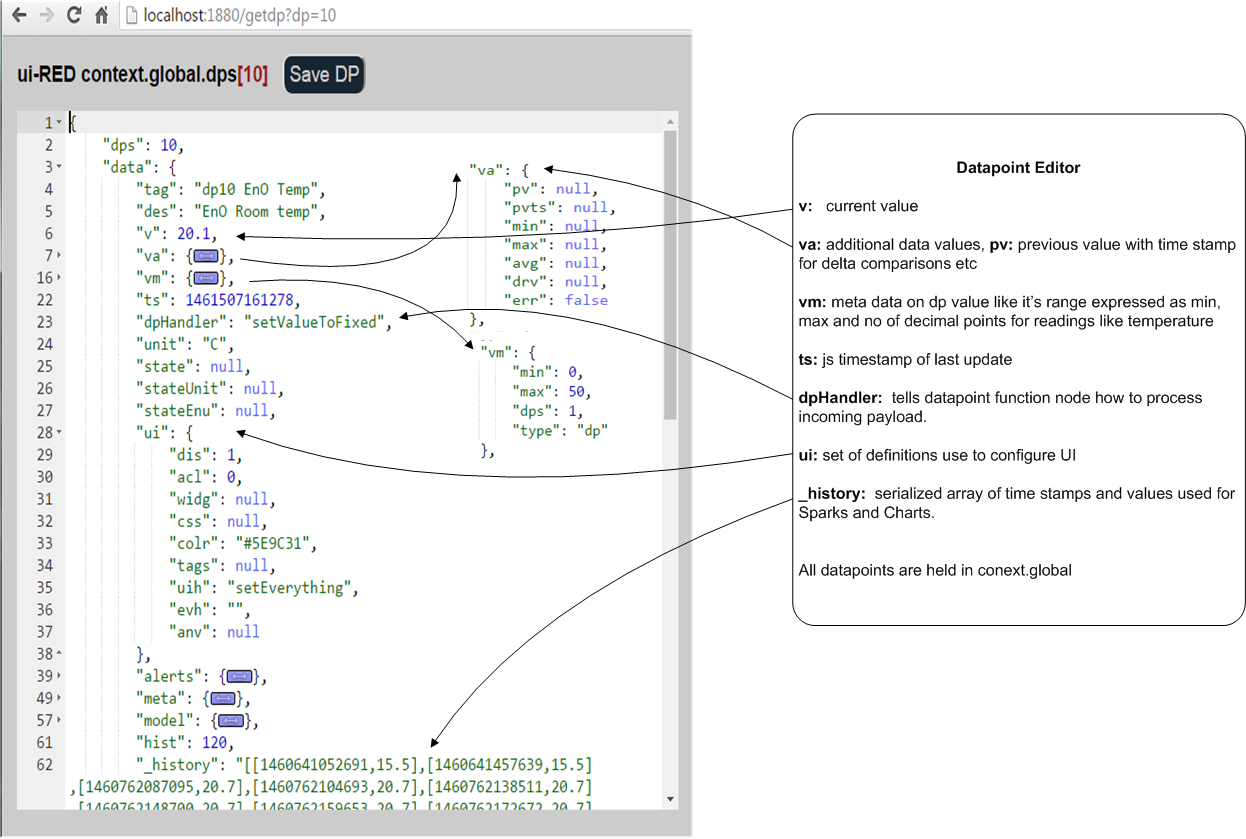 localhost:1880/getdp?dp=10
ui-RED context.global.dps[10] Save DP
1 {
2 "dps": 10,
3 "data": {
4 "tag": "dp10 EnO Temp",
5 "des": "EnO Room temp",
6 "v": 20.1,
7 "va": {},
16 "vm": {},
22 "ts": 1461507161278,
23 "dpHandler": "setValueToFixed",
24 "unit": "C",
25 "state": null,
26 "stateUnit": null,
27 "stateEnu": null,
28 "ui": {
29 "dis": 1,
30 "acl": 0,
31 "widg": null,
32 "css": null,
33 "colr": "#5E9C31",
34 "tags": null,
35 "uih": "setEverything",
36 "evh": "",
37 "anv": null
38 },
39 "alerts": {},
49 "meta": {},
57 "model": {},
61 "hist": 120,
62 "_history": "[[1460641052691,15.5],[1460641457639,15.5]
,[1460762087095,20.7],[1460762104693,20.7],[1460762138511,20.7]
,[1460762148700,20.7],[1460762159653,20.7],[1460762172672,20.7]
"va": {
"pv": null,
"pvts": null,
"min": null,
"max": null,
"avg": null,
"drv": null,
"err": false
},
"vm": {
"min": 0,
"max": 50,
"dps": 1,
"type": "dp"
},
Datapoint Editor
v: current value
va: additional data values, pv: previous value with time stamp
for delta comparisons etc
vm: meta data on dp value like it's range expressed as min,
max and no of decimal points for readings like temperature
ts: js timestamp of last update
dpHandler: tells datapoint function node how to process
incoming payload.
ui: set of definitions use to configure UI
_history: serialized array of time stamps and values used for
Sparks and Charts.
All datapoints are held in conext.global